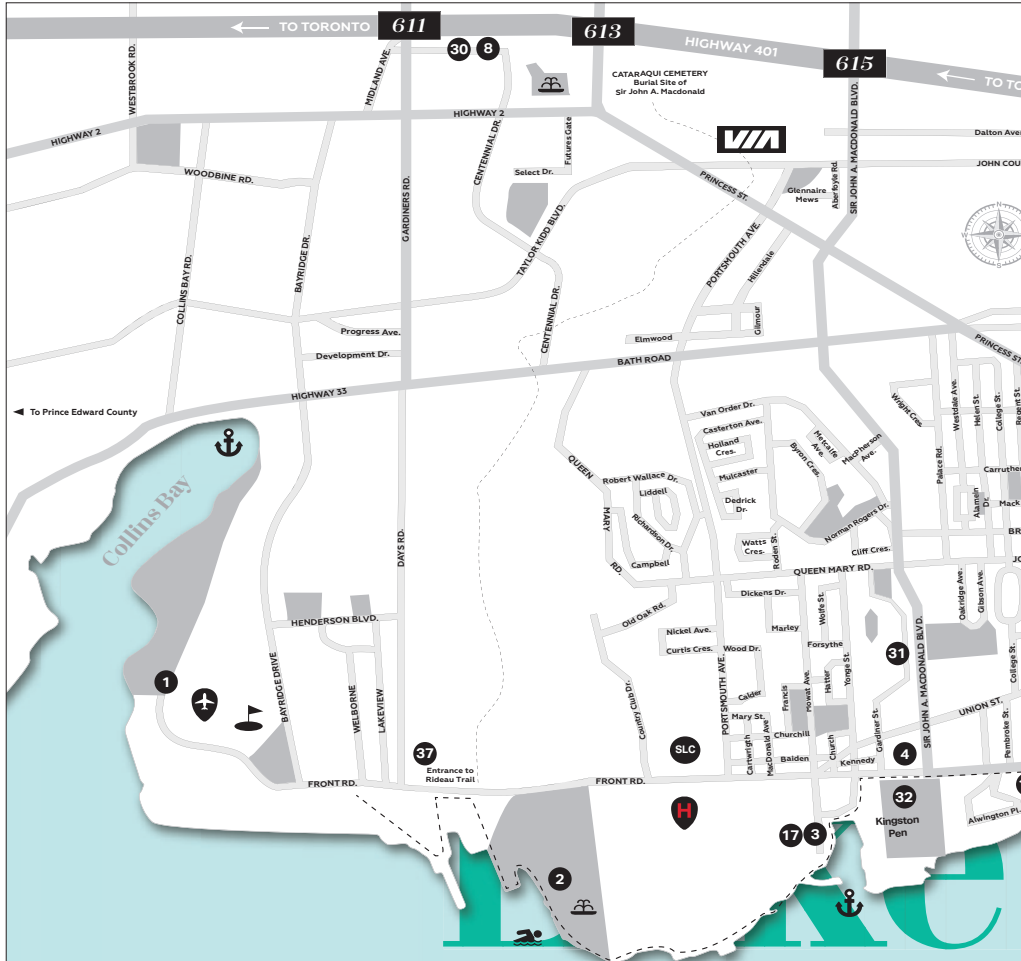 TO TORONTO
611
613
HIGHWAY 401
615
WESTBROOK RD.
MIDLAND AVE.
30
8
CATARAQUI CEMETERY
Burial Site of
Sir John A. Macdonald
SIR JOHN A. MACDONALD BLVD.
HIGHWAY 2
HIGHWAY 2
CENTENNIAL DR.
Futures Gate
VIA
Dalton Aven
WOODBINE RD.
Select Dr.
JOHN COU
PRINCESS ST.
Glennaire
Mews
Aberfoyle Rd.
GARDINERS RD.
TAYLOR KIDD BLVD.
PORTSMOUTH AVE.
Hillendale
N
E
S
W
COLLINS BAY RD.
BAYRIDGE DR.
CENTENNIAL DR.
Progress Ave.
Elmwood
Gilmour
Development Dr.
BATH ROAD
PRINCESS ST.
HIGHWAY 33
To Prince Edward County
Van Order Dr.
Wright Cres.
Westdale Ave.
Helen St.
College St.
Regent St.
Casterton Ave.
Holland
Cres.
Byron Cres.
Metcalfe
Ave.
MacPherson
Ave.
Palace Rd.
Collins Bay
QUEEN
MARY
RD.
Robert Wallace Dr.
Liddell
Mulcaster
Carruther
Dedrick
Dr.
Alamein
Dr.
Mack
Richardson Dr.
Norman Rogers Dr.
BR
Campbell
Watts
Cres.
Roden St.
Cliff Cres.
DAYS RD.
QUEEN MARY RD.
JO
Dickens Dr.
Wolfe St.
Oakridge Ave.
Gibson Ave.
HENDERSON BLVD.
Old Oak Rd.
Nickel Ave.
Marley
Curtis Cres.
Wood Dr.
Forsythe
31
College St.
1
BAYRIDGE DRIVE
WELBORNE
LAKEVIEW
Country Club Dr.
PORTSMOUTH AVE.
Calder
Francis
Mowat Ave.
Hatter
Yonge St.
SIR JOHN A. MACDONALD BLVD.
UNION ST.
Mary St.
Cartwrigth
MacDonald Ave
Churchill
Church
Gardiner St.
Pembroke St.
37
SLC
4
Baiden
Kennedy
Entrance to
Rideau Trail
FRONT RD.
FRONT RD.
32
Kingston
Pen
H
Alwington Pl.
17
3
2